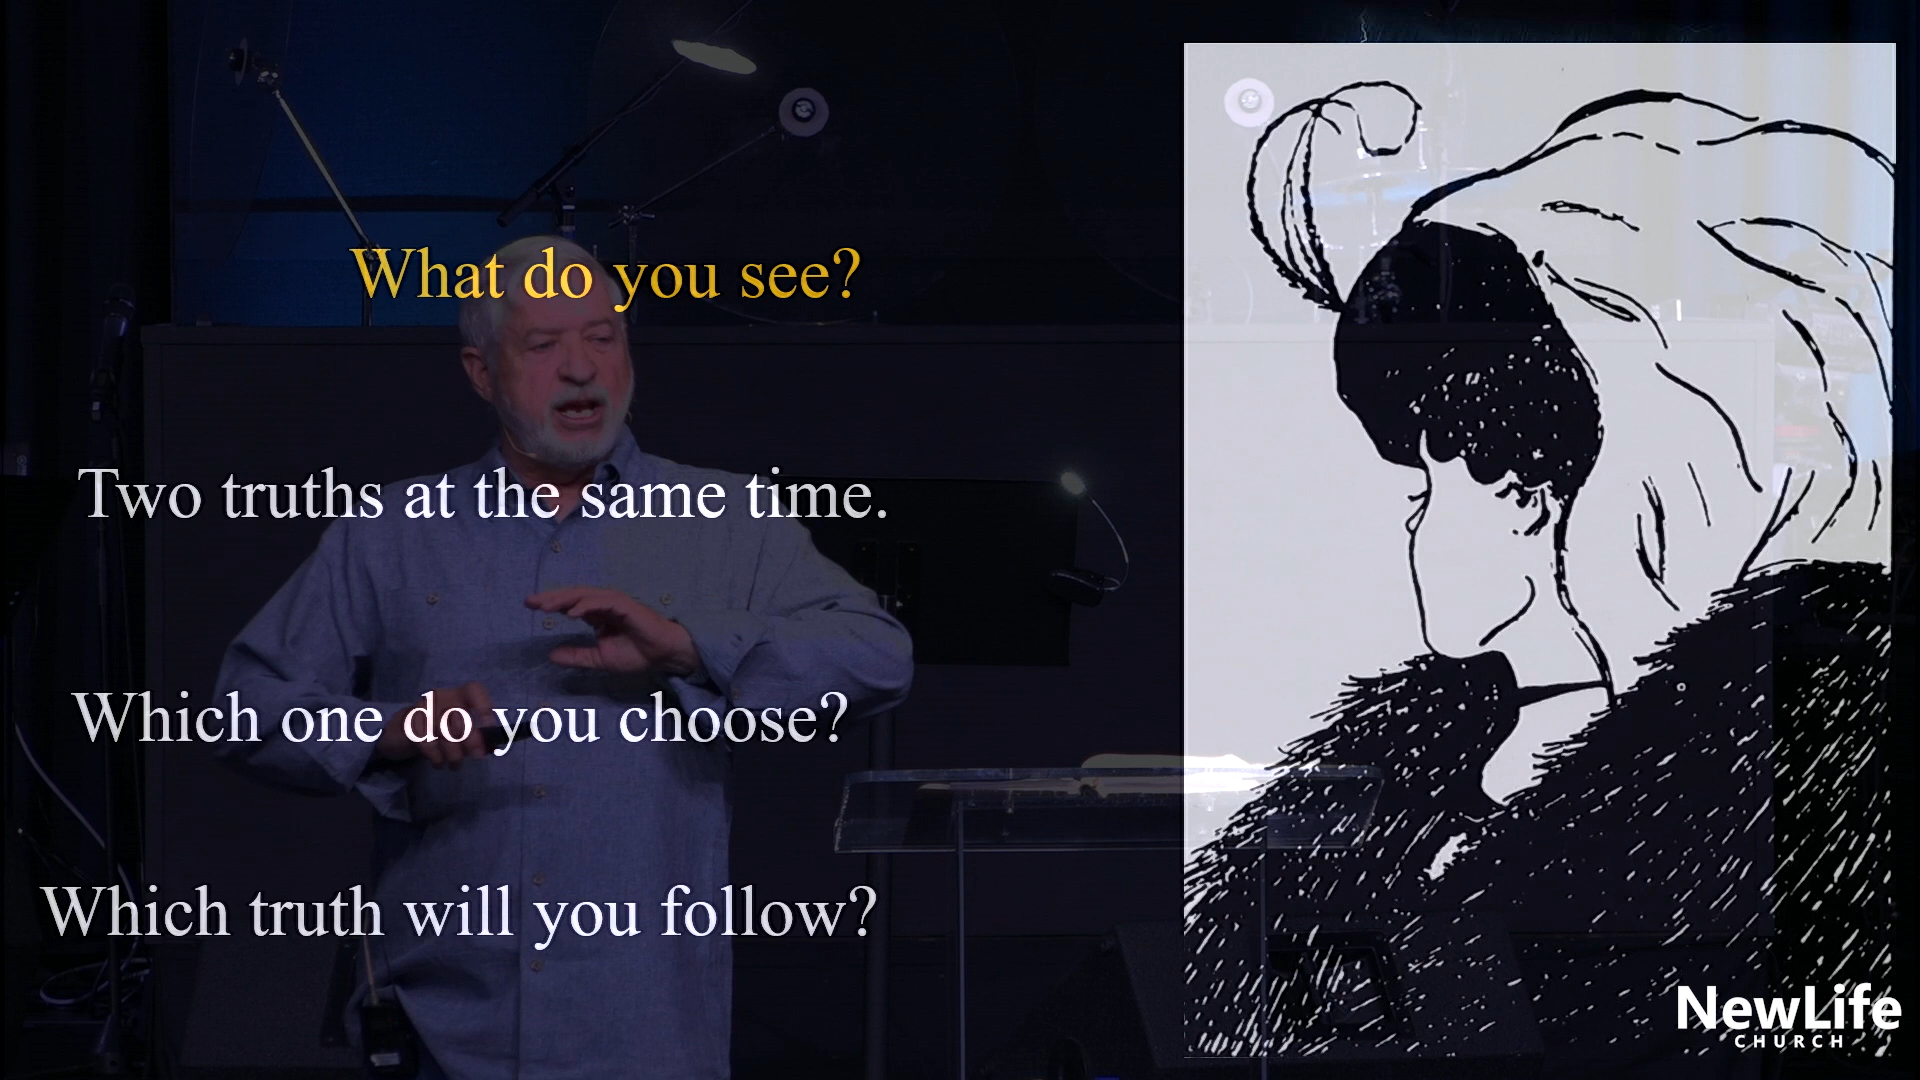 What do you see?
Two truths at the same time.
Which one do you choose?
Which truth will you follow?
NewLife
CHURCH